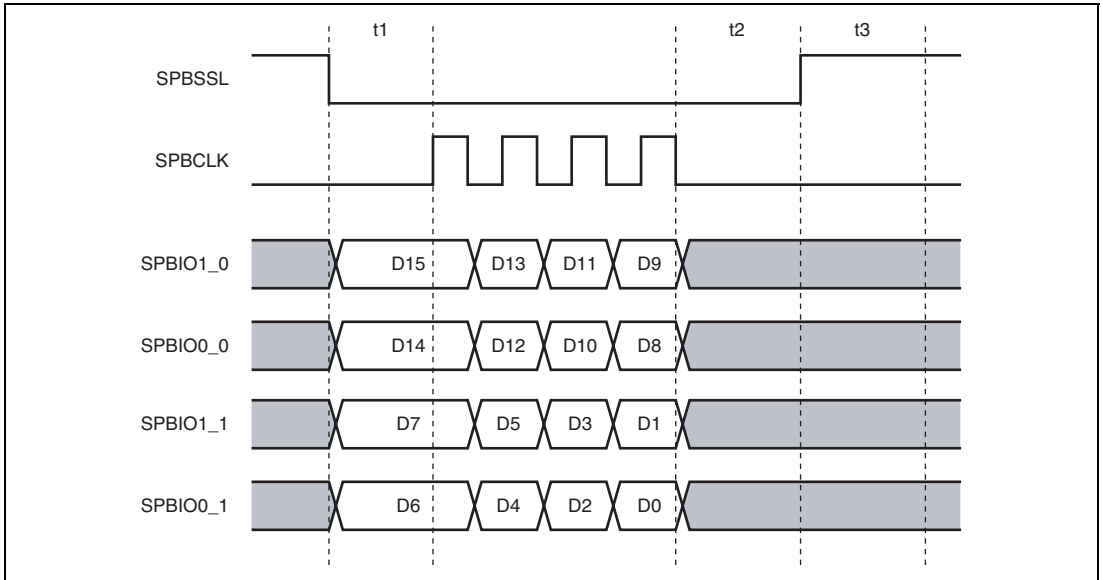 t1 t2 t3
SPBSSL
SPBCLK
SPBIO1_0 D15 D13 D11 D9
SPBIO0_0 D14 D12 D10 D8
SPBIO1_1 D7 D5 D3 D1
SPBIO0_1 D6 D4 D2 D0